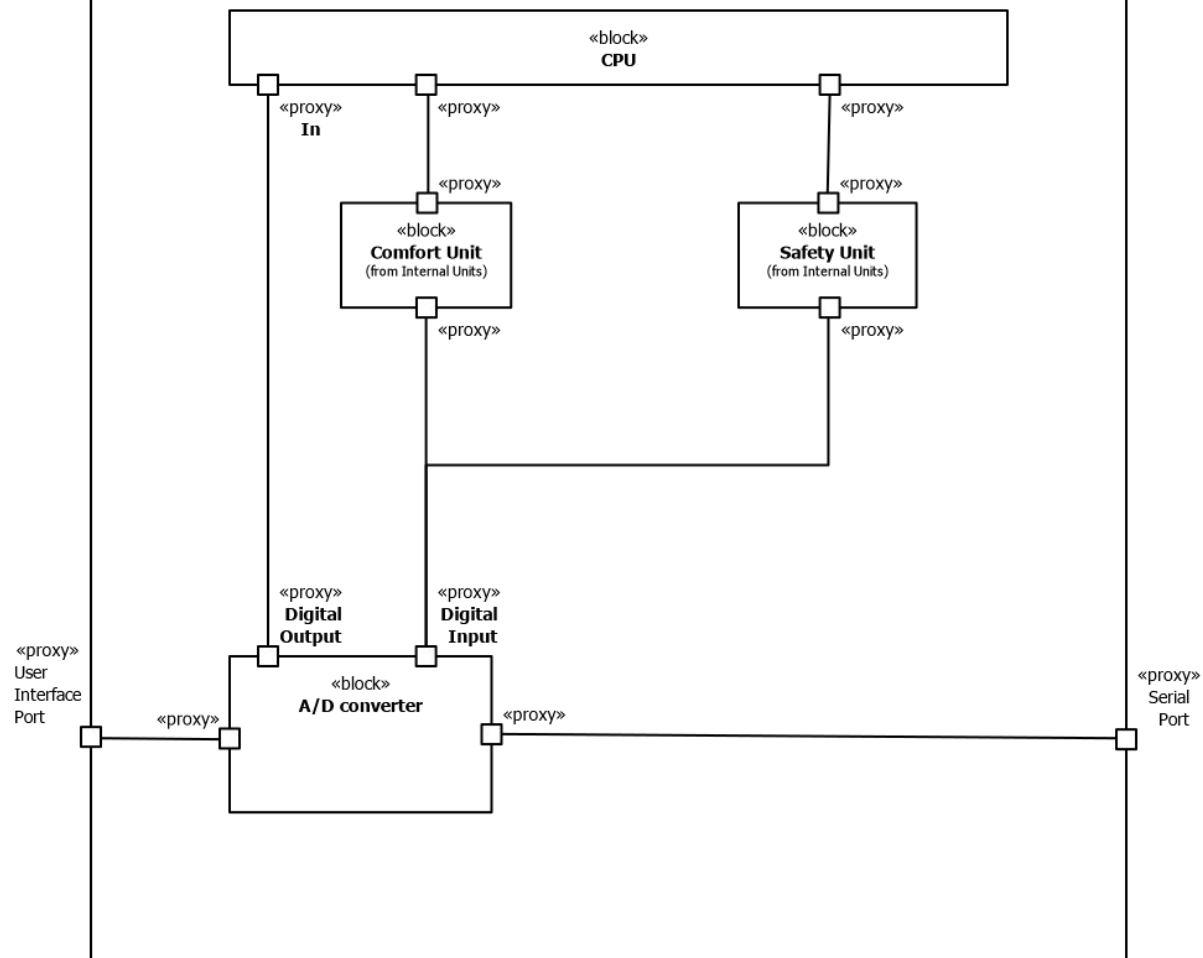 «block»
CPU
«proxy»
In
«proxy»
«proxy»
«proxy»
«proxy»
«block»
Comfort Unit
(from Internal Units)
«block»
Safety Unit
(from Internal Units)
«proxy»
«proxy»
«proxy»
Digital
Output
«proxy»
Digital
Input
«proxy»
User
Interface
Port
«block»
A/D converter
«proxy»
«proxy»
«proxy»
Serial
Port